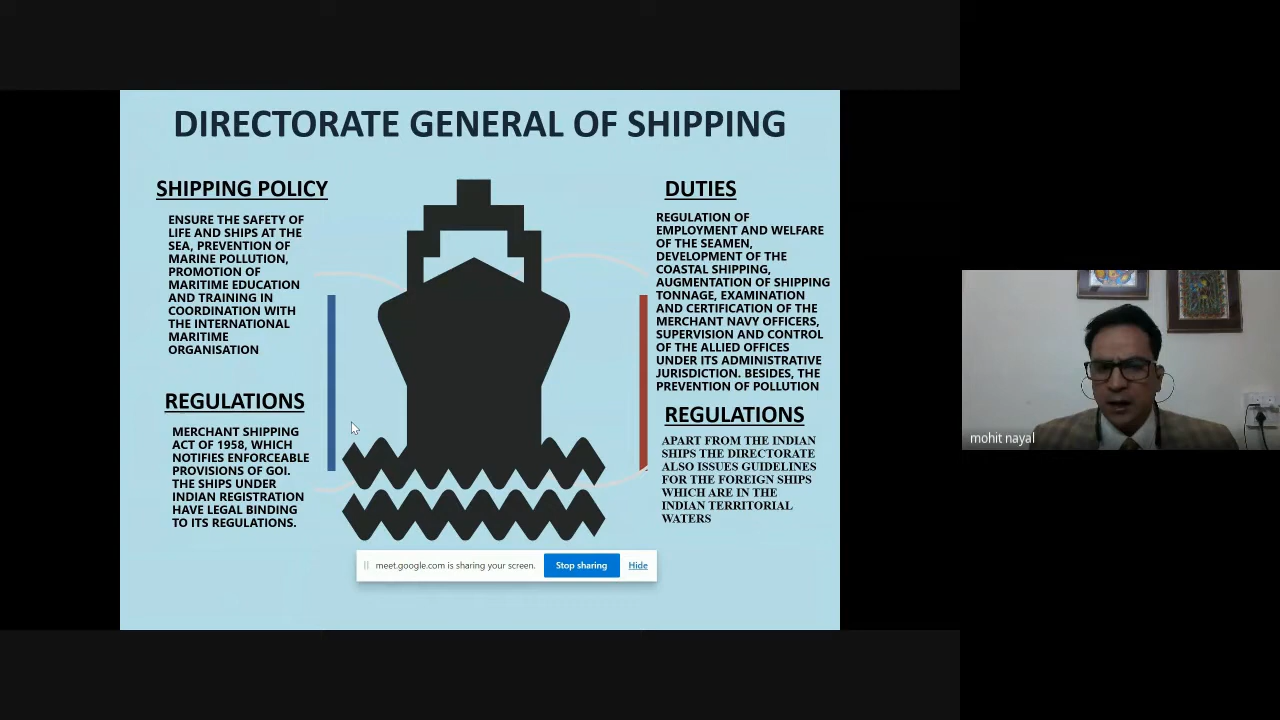 DIRECTORATE GENERAL OF SHIPPING
SHIPPING POLICY
ENSURE THE SAFETY OF
LIFE AND SHIPS AT THE
SEA, PREVENTION OF
MARINE POLLUTION,
PROMOTION OF
MARITIME EDUCATION
AND TRAINING IN
COORDINATION WITH
THE INTERNATIONAL
MARITIME
ORGANISATION
REGULATIONS
MERCHANT SHIPPING
ACT OF 1958, WHICH
NOTIFIES ENFORCEABLE
PROVISIONS OF GOI.
THE SHIPS UNDER
INDIAN REGISTRATION
HAVE LEGAL BINDING
TO ITS REGULATIONS.
DUTIES
REGULATION OF
EMPLOYMENT AND WELFARE
OF THE SEAMEN,
DEVELOPMENT OF THE
COASTAL SHIPPING,
AUGMENTATION OF SHIPPING
TONNAGE, EXAMINATION
AND CERTIFICATION OF THE
MERCHANT NAVY OFFICERS,
SUPERVISION AND CONTROL
OF THE ALLIED OFFICES
UNDER ITS ADMINISTRATIVE
JURISDICTION. BESIDES, THE
PREVENTION OF POLLUTION
REGULATIONS
APART FROM THE INDIAN
SHIPS THE DIRECTORATE
ALSO ISSUES GUIDELINES
FOR THE FOREIGN SHIPS
WHICH ARE IN THE
INDIAN TERRITORIAL
WATERS
meet.google.com is sharing your screen. Stop sharing Hide
mohit nayal